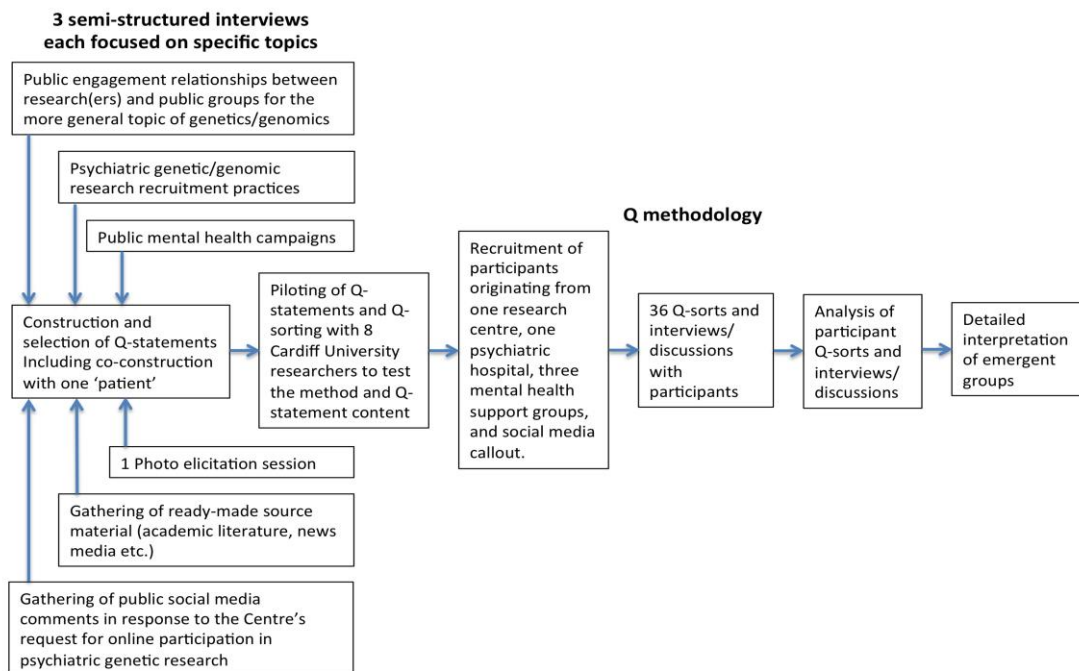 3 semi-structured interviews
each focused on specific topics
Public engagement relationships between
research(ers) and public groups for the
more general topic of genetics/genomics
Psychiatric genetic/genomic
research recruitment practices
Public mental health campaigns
Construction and
selection of Q-statements
Including co-construction
with one ‘patient’
1 Photo elicitation session
Gathering of ready-made source
material (academic literature, news
media etc.)
Gathering of public social media
comments in response to the Centre’s
request for online participation in
psychiatric genetic research
Piloting of Q-
statements and Q-
sorting with 8
Cardiff University
researchers to test
the method and Q-
statement content
Q methodology
Recruitment of
participants
originating from
one research
centre, one
psychiatric
hospital, three
mental health
support groups,
and social media
callout.
36 Q-sorts and
interviews/
discussions
with
participants
Analysis of
participant
Q-sorts and
interviews/
discussions
Detailed
interpretation
of emergent
groups